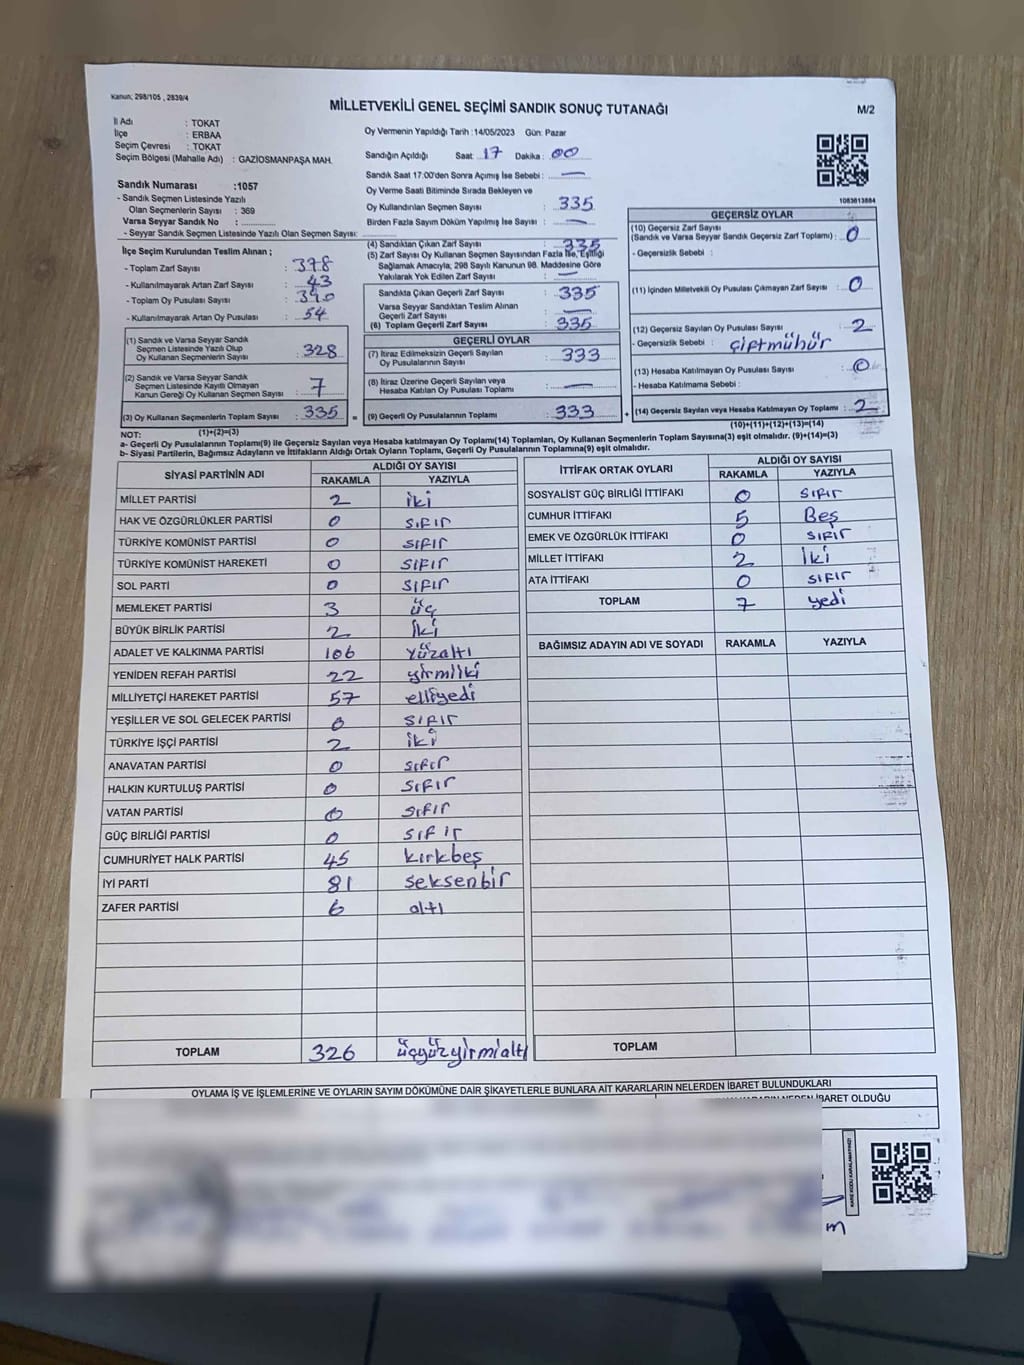 Kanun; 298/105 , 2839/4
MİLLETVEKİLİ GENEL SEÇİMİ SANDIK SONUÇ TUTANAĞI
M/2
İl Adı : TOKAT
İlçe : ERBAA
Seçim Çevresi : TOKAT
Seçim Bölgesi (Mahalle Adı) : GAZİOSMANPAŞA MAH.
Sandık Numarası :1057
- Sandık Seçmen Listesinde Yazılı
Olan Seçmenlerin Sayısı : 369
Varsa Seyyar Sandık No :
- Seyyar Sandık Seçmen Listesinde Yazılı Olan Seçmen Sayısı:
Oy Vermenin Yapıldığı Tarih :14/05/2023 Gün: Pazar
Sandığın Açıldığı Saat: 17 Dakika : 00
Sandık Saat 17.00'den Sonra Açımış İse Sebebi : —
Oy Verme Saati Bitiminde Sırada Bekleyen ve
Oy Kullandırılan Seçmen Sayısı : 335
Birden Fazla Sayım Döküm Yapılmış İse Sayısı : —
1083613884
İlçe Seçim Kurulundan Teslim Alınan ;
- Toplam Zarf Sayısı : 378
- Kullanılmayarak Artan Zarf Sayısı : 43
- Toplam Oy Pusulası Sayısı :
- Kullanılmayarak Artan Oy Pusulası : 54
(1) Sandık ve Varsa Seyyar Sandık
Seçmen Listesinde Yazılı Olup
Oy Kullanan Seçmenlerin Sayısı : 328
(2) Sandık ve Varsa Seyyar Sandık
Seçmen Listesinde Kayıtlı Olmayan
Kanun Gereği Oy Kullanan Seçmen Sayısı : 7
(3) Oy Kullanan Seçmenlerin Toplam Sayısı : 335 =
(1)+(2)=(3)
(4) Sandıktan Çıkan Zarf Sayısı : 335
(5) Zarf Sayısı Oy Kullanan Seçmen Sayısından Fazla İse, Eşitliği
Sağlamak Amacıyla, 298 Sayılı Kanunun 98. Maddesine Göre
Yakılarak Yok Edilen Zarf Sayısı : —
Sandıkta Çıkan Geçerli Zarf Sayısı : 335
Varsa Seyyar Sandıktan Teslim Alınan
Geçerli Zarf Sayısı : —
(6) Toplam Geçerli Zarf Sayısı : 335
GEÇERLİ OYLAR
(7) İtiraz Edilmeksizin Geçerli Sayılan
Oy Pusulalarının Sayısı : 333
(8) İtiraz Üzerine Geçerli Sayılan veya
Hesaba Katılan Oy Pusulası Toplamı : —
(9) Geçerli Oy Pusulalarının Toplamı : 333 +
GEÇERSİZ OYLAR
(10) Geçersiz Zarf Sayısı
(Sandık ve Varsa Seyyar Sandık Geçersiz Zarf Toplamı) : 0
- Geçersizlik Sebebi :
(11) İçinden Milletvekili Oy Pusulası Çıkmayan Zarf Sayısı : 0
(12) Geçersiz Sayılan Oy Pusulası Sayısı : 2
- Geçersizlik Sebebi : çiftmühür
(13) Hesaba Katılmayan Oy Pusulası Sayısı : 0
- Hesaba Katılmama Sebebi :
(14) Geçersiz Sayılan veya Hesaba Katılmayan Oy Toplamı : 2
(10)+(11)+(12)+(13)=(14)
NOT:
a- Geçerli Oy Pusulalarının Toplamı(9) ile Geçersiz Sayılan veya Hesaba katılmayan Oy Toplamı(14) Toplamları, Oy Kullanan Seçmenlerin Toplam Sayısına(3) eşit olmalıdır. (9)+(14)=(3)
b- Siyasi Partilerin, Bağımsız Adayların ve İttifakların Aldığı Ortak Oyların Toplamı, Geçerli Oy Pusulalarının Toplamına(9) eşit olmalıdır.
SİYASİ PARTİNİN ADI ALDIĞI OY SAYISI
RAKAMLA YAZIYLA
MİLLET PARTİSİ 2 iki
HAK VE ÖZGÜRLÜKLER PARTİSİ 0 sıfır
TÜRKİYE KOMÜNİST PARTİSİ 0 sıfır
TÜRKİYE KOMÜNİST HAREKETİ 0 sıfır
SOL PARTİ 0 sıfır
MEMLEKET PARTİSİ 3 üç
BÜYÜK BİRLİK PARTİSİ 2 iki
ADALET VE KALKINMA PARTİSİ 106 yüzaltı
YENİDEN REFAH PARTİSİ 22 yirmiiki
MİLLİYETÇİ HAREKET PARTİSİ 57 elliyedi
YEŞİLLER VE SOL GELECEK PARTİSİ 0 sıfır
TÜRKİYE İŞÇİ PARTİSİ 2 iki
ANAVATAN PARTİSİ 0 sıfır
HALKIN KURTULUŞ PARTİSİ 0 sıfır
VATAN PARTİSİ 0 sıfır
GÜÇ BİRLİĞİ PARTİSİ 0 sıfır
CUMHURİYET HALK PARTİSİ 45 kırkbeş
İYİ PARTİ 81 seksenbir
ZAFER PARTİSİ 6 altı
TOPLAM 326 üçyüzyirmialtı
İTTİFAK ORTAK OYLARI ALDIĞI OY SAYISI
RAKAMLA YAZIYLA
SOSYALİST GÜÇ BİRLİĞİ İTTİFAKI 0 sıfır
CUMHUR İTTİFAKI 5 Beş
EMEK VE ÖZGÜRLÜK İTTİFAKI 0 sıfır
MİLLET İTTİFAKI 2 iki
ATA İTTİFAKI 0 sıfır
TOPLAM 7 yedi
BAĞIMSIZ ADAYIN ADI VE SOYADI RAKAMLA YAZIYLA
TOPLAM
OYLAMA İŞ VE İŞLEMLERİNE VE OYLARIN SAYIM DÖKÜMÜNE DAİR ŞİKAYETLERLE BUNLARA AİT KARARLARIN NELERDEN İBARET BULUNDUKLARI
İBARET OLDUĞU
KARE KODU KARALAMAYINIZ!